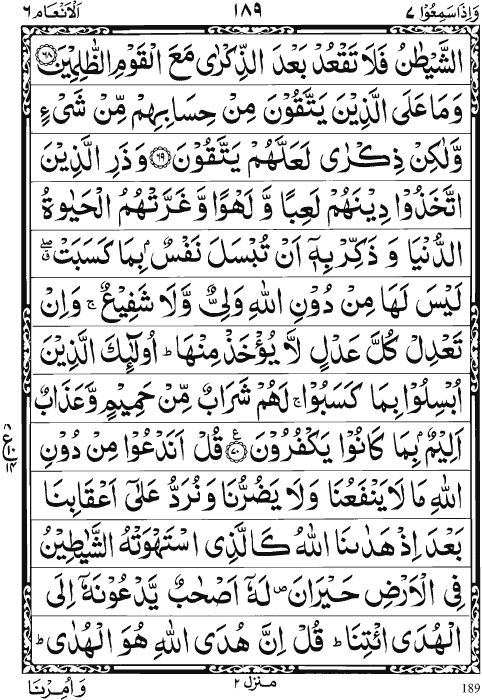 وَاِذَا سَمِعُوْا ٧ ١٨٩ اَلْاَنْعَام ٦
الشَّيْطٰنُ فَلَا تَقْعُدْ بَعْدَ الذِّكْرٰى مَعَ الْقَوْمِ الظّٰلِمِيْنَ ﴿٦٨﴾
وَمَا عَلَى الَّذِيْنَ يَتَّقُوْنَ مِنْ حِسَابِهِمْ مِّنْ شَيْءٍ
وَّلٰكِنْ ذِكْرٰى لَعَلَّهُمْ يَتَّقُوْنَ ﴿٦٩﴾ وَذَرِ الَّذِيْنَ
اتَّخَذُوْا دِيْنَهُمْ لَعِبًا وَّ لَهْوًا وَّ غَرَّتْهُمُ الْحَيٰوةُ
الدُّنْيَا وَ ذَكِّرْ بِهٖۤ اَنْ تُبْسَلَ نَفْسٌۢ بِمَا كَسَبَتْ ۖ
لَيْسَ لَهَا مِنْ دُوْنِ اللّٰهِ وَلِيٌّ وَّلَا شَفِيْعٌ ۚ وَاِنْ
تَعْدِلْ كُلَّ عَدْلٍ لَّا يُؤْخَذْ مِنْهَا ؕ اُولٰٓئِكَ الَّذِيْنَ
اُبْسِلُوْا بِمَا كَسَبُوْا ۚ لَهُمْ شَرَابٌ مِّنْ حَمِيْمٍ وَّعَذَابٌ
اَلِيْمٌۢ بِمَا كَانُوْا يَكْفُرُوْنَ ﴿٧٠﴾ قُلْ اَنَدْعُوْا مِنْ دُوْنِ
اللّٰهِ مَا لَا يَنْفَعُنَا وَلَا يَضُرُّنَا وَنُرَدُّ عَلٰۤى اَعْقَابِنَا
بَعْدَ اِذْ هَدٰىنَا اللّٰهُ كَالَّذِى اسْتَهْوَتْهُ الشَّيٰطِيْنُ
فِى الْاَرْضِ حَيْرَانَ ۪ لَهٗۤ اَصْحٰبٌ يَّدْعُوْنَهٗۤ اِلَى
الْهُدَى ائْتِنَا ؕ قُلْ اِنَّ هُدَى اللّٰهِ هُوَ الْهُدٰى ؕ
وَاُمِرْنَا منزل ٢ 189